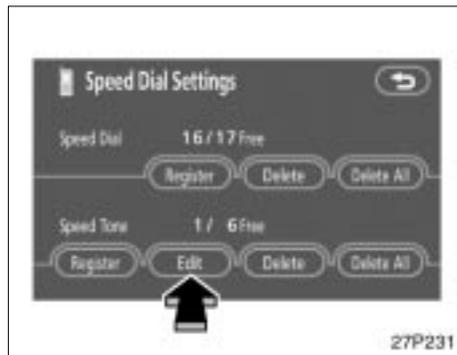 Speed Dial Settings
Speed Dial 16/17 Free
Register Delete Delete All
Speed Tone 1/ 6 Free
Register Edit Delete Delete All
27P231